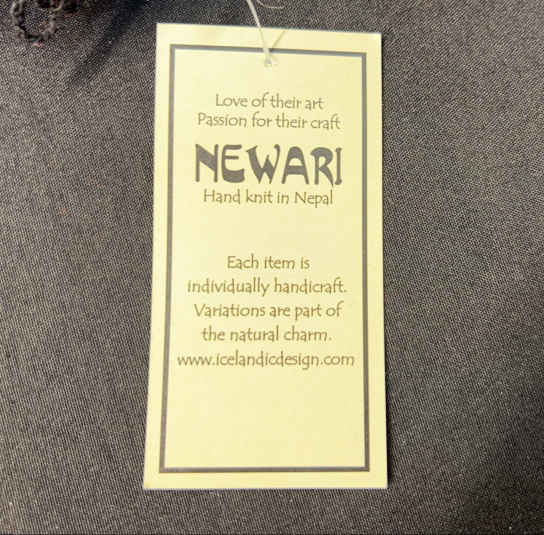 Love of their art
Passion for their craft
NEWARI
Hand knit in Nepal
Each item is
individually handicraft.
Variations are part of
the natural charm.
www.icelandicdesign.com